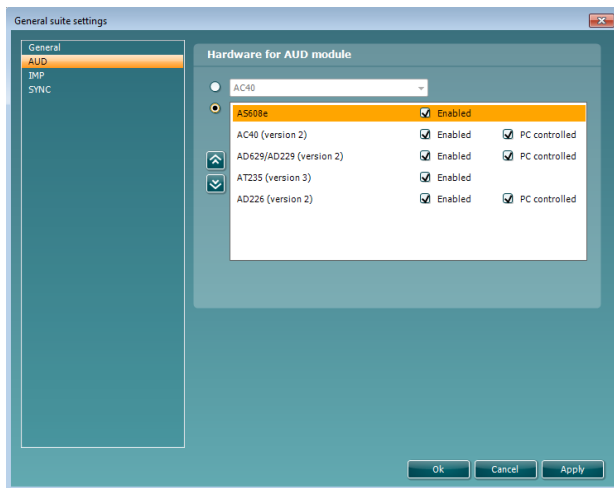 General suite settings
General
AUD
IMP
SYNC
Hardware for AUD module
AC40
AS608e Enabled
AC40 (version 2) Enabled PC controlled
AD629/AD229 (version 2) Enabled PC controlled
AT235 (version 3) Enabled
AD226 (version 2) Enabled PC controlled
Ok Cancel Apply